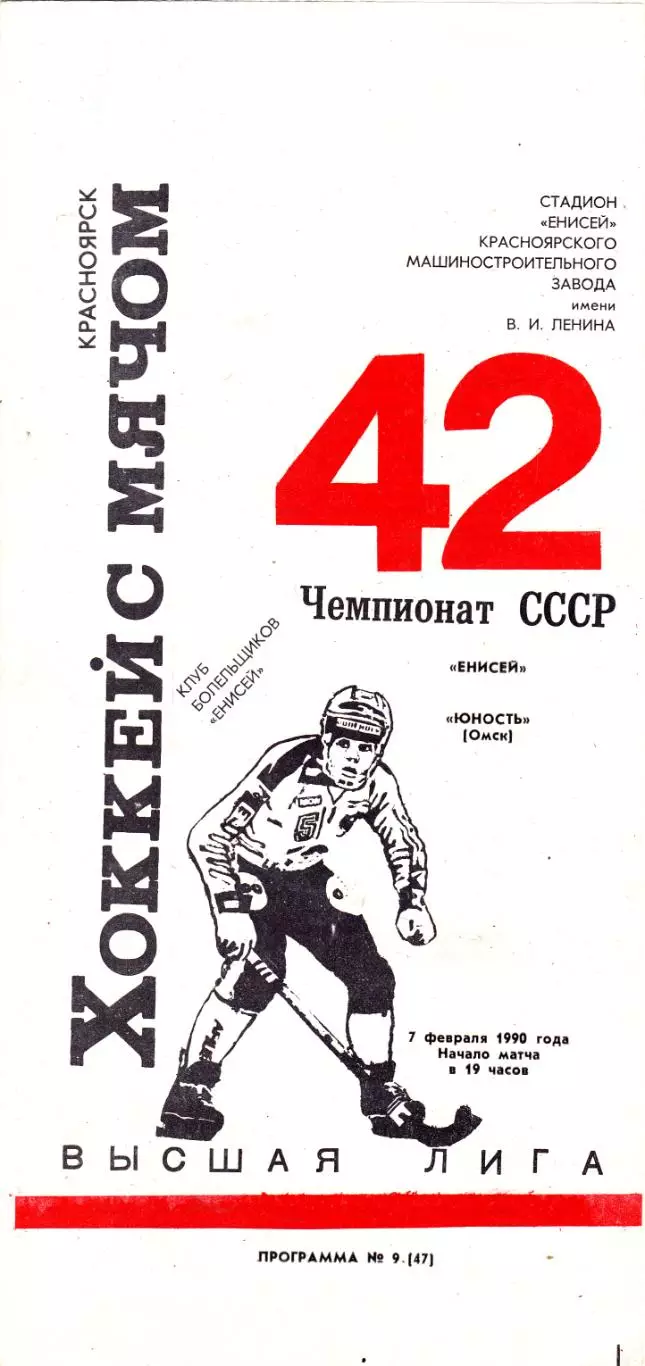 КРАСНОЯРСК
ХОККЕЙ С МЯЧОМ
СТАДИОН
«ЕНИСЕЙ»
КРАСНОЯРСКОГО
МАШИНОСТРОИТЕЛЬНОГО
ЗАВОДА
имени
В. И. ЛЕНИНА
42
Чемпионат СССР
КЛУБ
БОЛЕЛЬЩИКОВ
«ЕНИСЕЙ»
«ЕНИСЕЙ»
«ЮНОСТЬ»
(Омск)
5
7 февраля 1990 года
Начало матча
в 19 часов
ВЫСШАЯ ЛИГА
ПРОГРАММА № 9.(47)